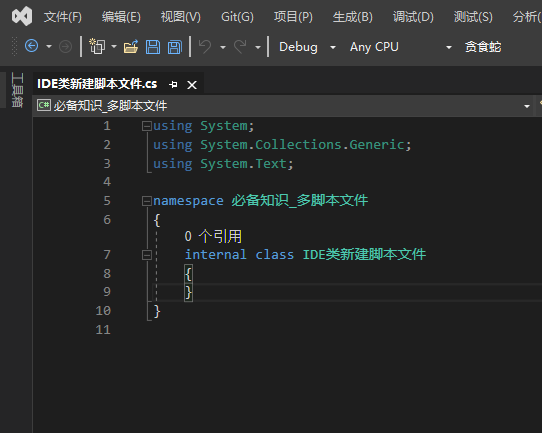 文件(F) 编辑(E) 视图(V) Git(G) 项目(P) 生成(B) 调试(D) 测试(S) 分析(
Debug Any CPU 贪食蛇
工具箱
IDE类新建脚本文件.cs
C# 必备知识_多脚本文件
1 using System;
2 using System.Collections.Generic;
3 using System.Text;
4
5 namespace 必备知识_多脚本文件
6 {
0 个引用
7 internal class IDE类新建脚本文件
8 {
9 }
10 }
11